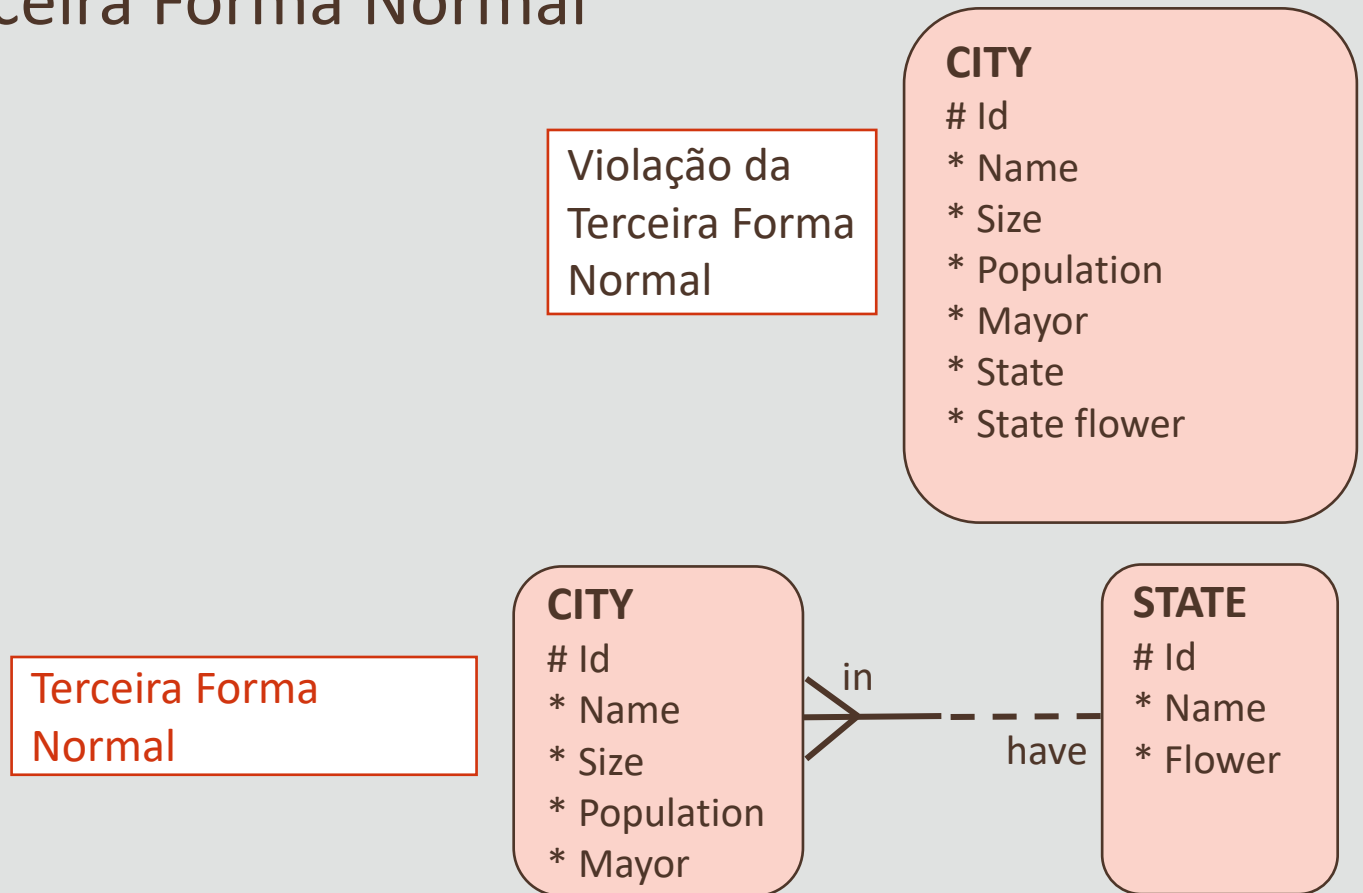 ceira Forma Normal
CITY
# Id
* Name
* Size
* Population
* Mayor
* State
* State flower
Violação da
Terceira Forma
Normal
Terceira Forma
Normal
CITY
# Id
* Name
* Size
* Population
* Mayor
in
have
STATE
# Id
* Name
* Flower